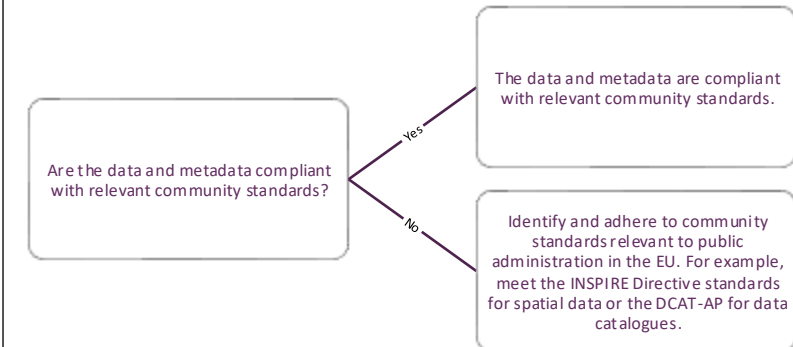 Are the data and metadata compliant
with relevant community standards?
Yes
The data and metadata are compliant
with relevant community standards.
No
Identify and adhere to community
standards relevant to public
administration in the EU. For example,
meet the INSPIRE Directive standards
for spatial data or the DCAT-AP for data
catalogues.